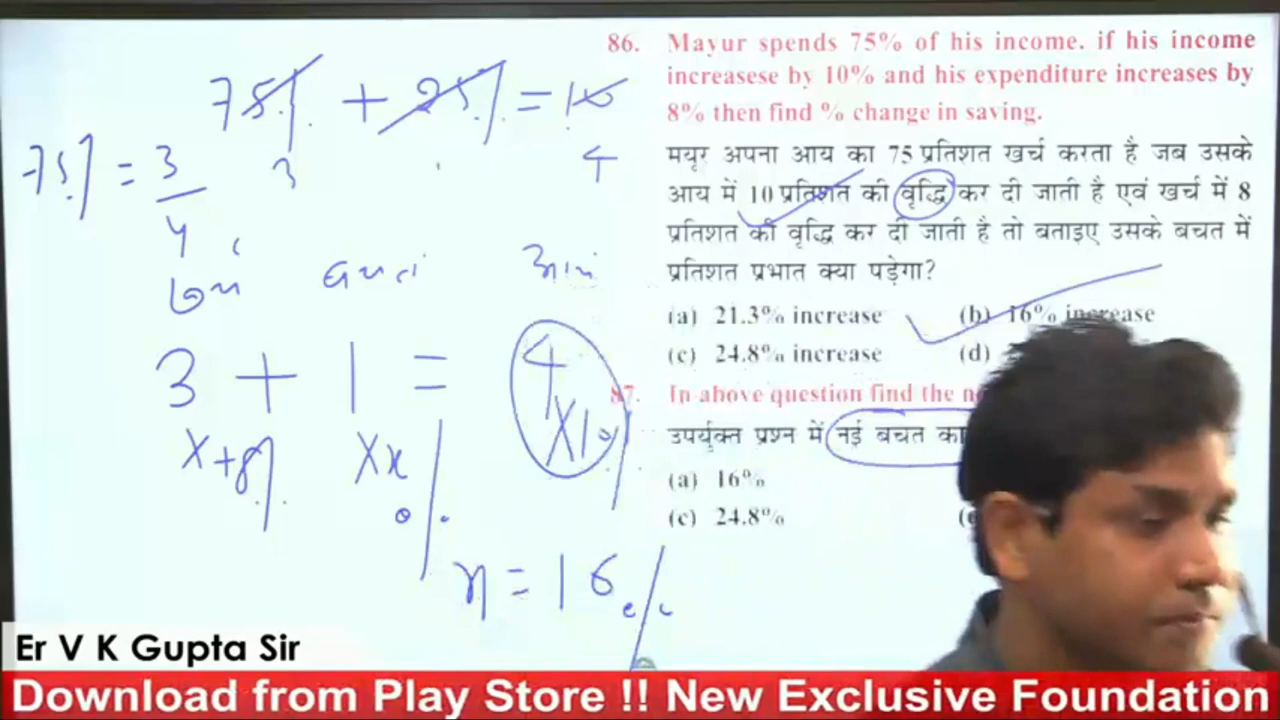 75% + 25% = 10
75% = 3/4
3
4
3 + 1 = 4
x+8%
Xx%
x = 16%
86. Mayur spends 75% of his income. if his income
increasese by 10% and his expenditure increases by
8% then find % change in saving.
मयूर अपना आय का 75 प्रतिशत खर्च करता है जब उसके
आय में 10 प्रतिशत की वृद्धि कर दी जाती है एवं खर्च में 8
प्रतिशत की वृद्धि कर दी जाती है तो बताइए उसके बचत में
प्रतिशत प्रभात क्या पड़ेगा?
(a) 21.3% increase (b) 16% increase
(c) 24.8% increase (d)
87. In above question find the
उपर्युक्त प्रश्न में नई बचत का
(a) 16%
(c) 24.8%
Er V K Gupta Sir
Download from Play Store !! New Exclusive Foundation